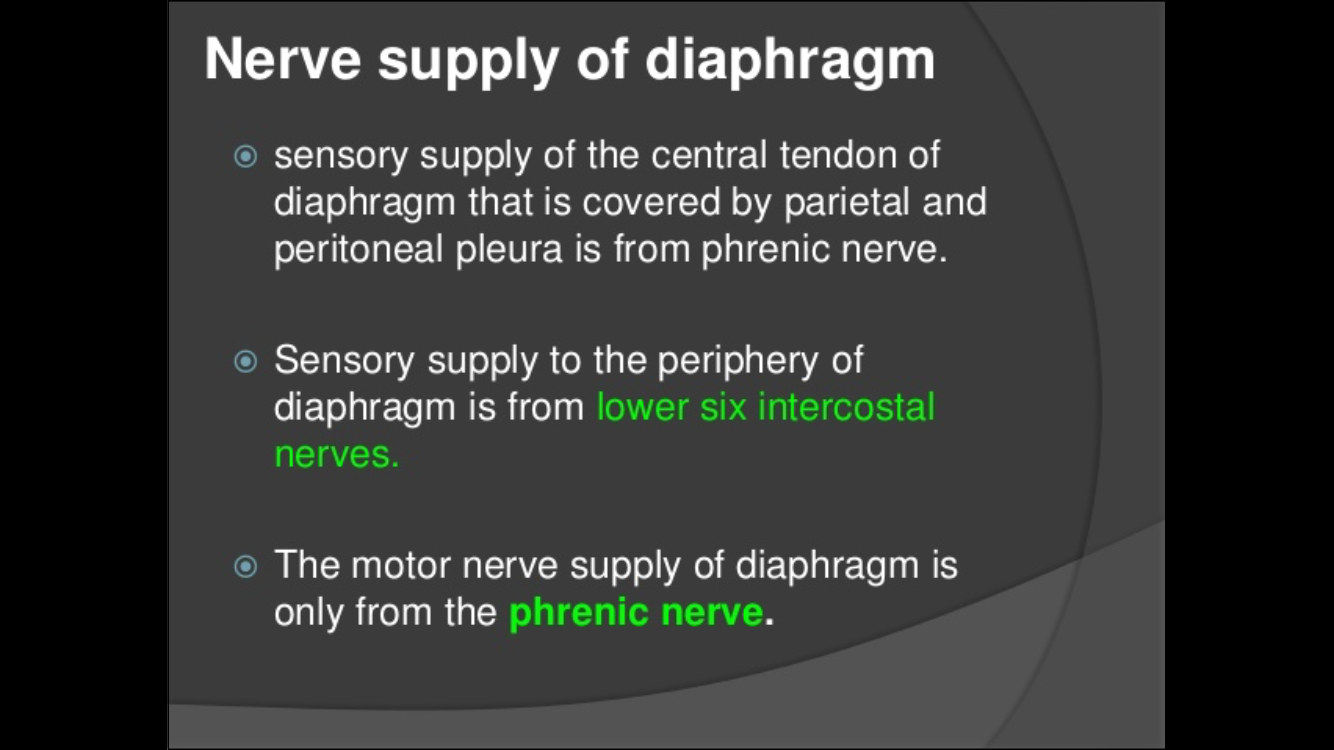 Nerve supply of diaphragm
sensory supply of the central tendon of
diaphragm that is covered by parietal and
peritoneal pleura is from phrenic nerve.
Sensory supply to the periphery of
diaphragm is from lower six intercostal
nerves.
The motor nerve supply of diaphragm is
only from the phrenic nerve.